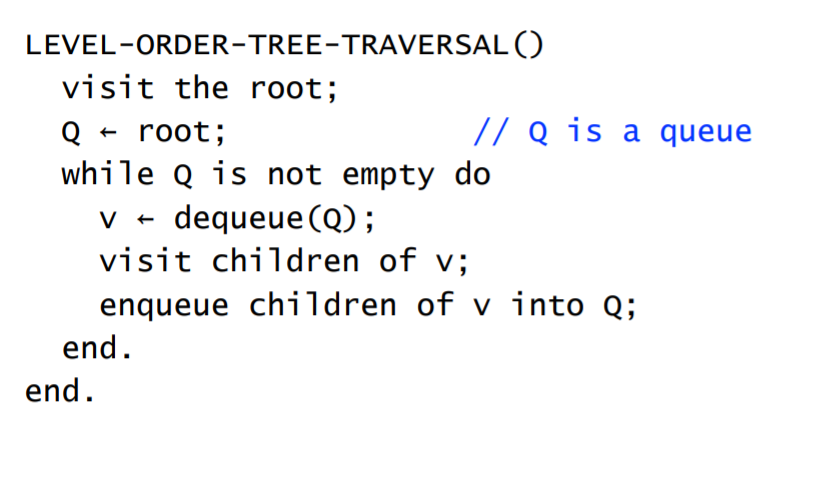 LEVEL-ORDER-TREE-TRAVERSAL()
visit the root;
Q ← root; // Q is a queue
while Q is not empty do
v ← dequeue(Q);
visit children of v;
enqueue children of v into Q;
end.
end.